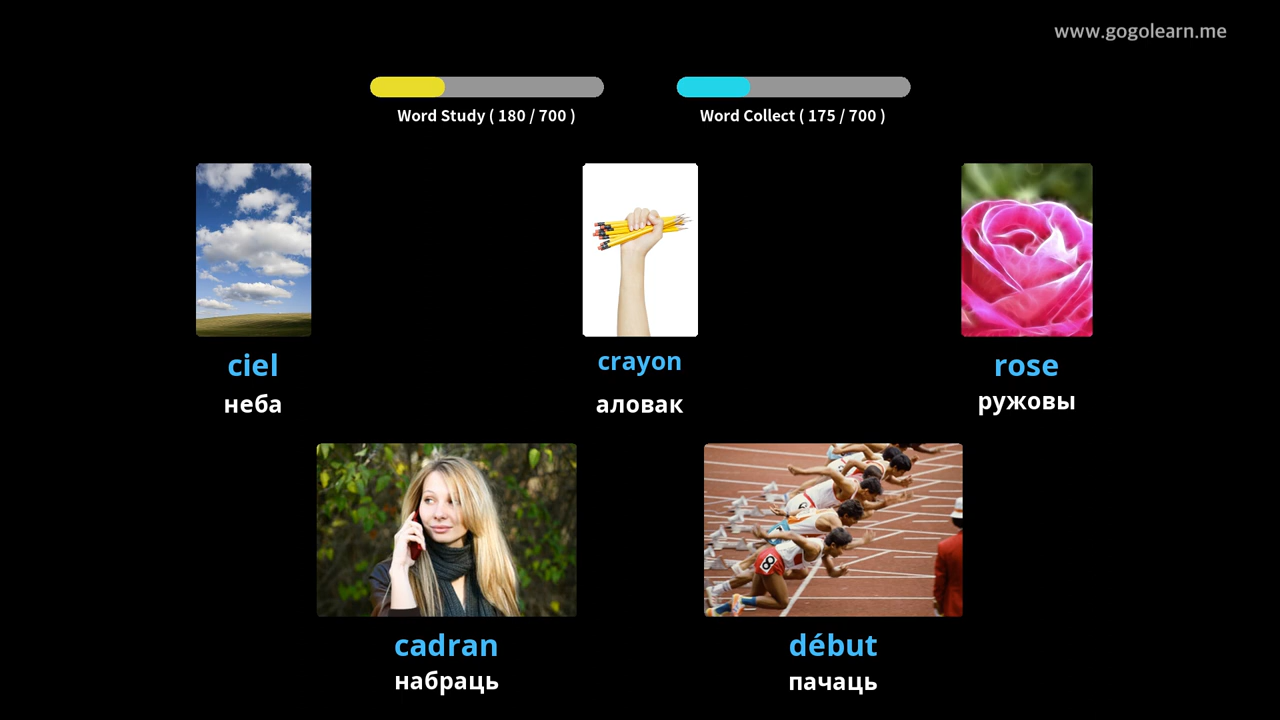 www.gogolearn.me
Word Study ( 180 / 700 )
Word Collect ( 175 / 700 )
ciel
неба
crayon
аловак
rose
ружовы
cadran
набраць
début
пачаць